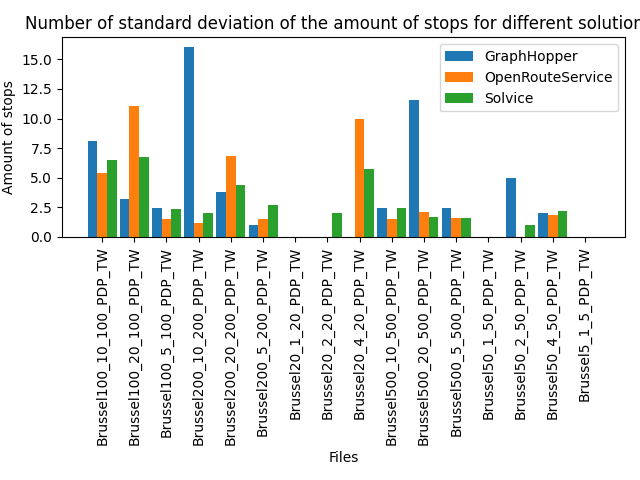 Number of standard deviation of the amount of stops for different solution
Amount of stops
15.0
12.5
10.0
7.5
5.0
2.5
0.0
GraphHopper
OpenRouteService
Solvice
Brussel100_10_100_PDP_TW
Brussel100_20_100_PDP_TW
Brussel100_5_100_PDP_TW
Brussel200_10_200_PDP_TW
Brussel200_20_200_PDP_TW
Brussel200_5_200_PDP_TW
Brussel20_1_20_PDP_TW
Brussel20_2_20_PDP_TW
Brussel20_4_20_PDP_TW
Brussel500_10_500_PDP_TW
Brussel500_20_500_PDP_TW
Brussel500_5_500_PDP_TW
Brussel50_1_50_PDP_TW
Brussel50_2_50_PDP_TW
Brussel50_4_50_PDP_TW
Brussel5_1_5_PDP_TW
Files